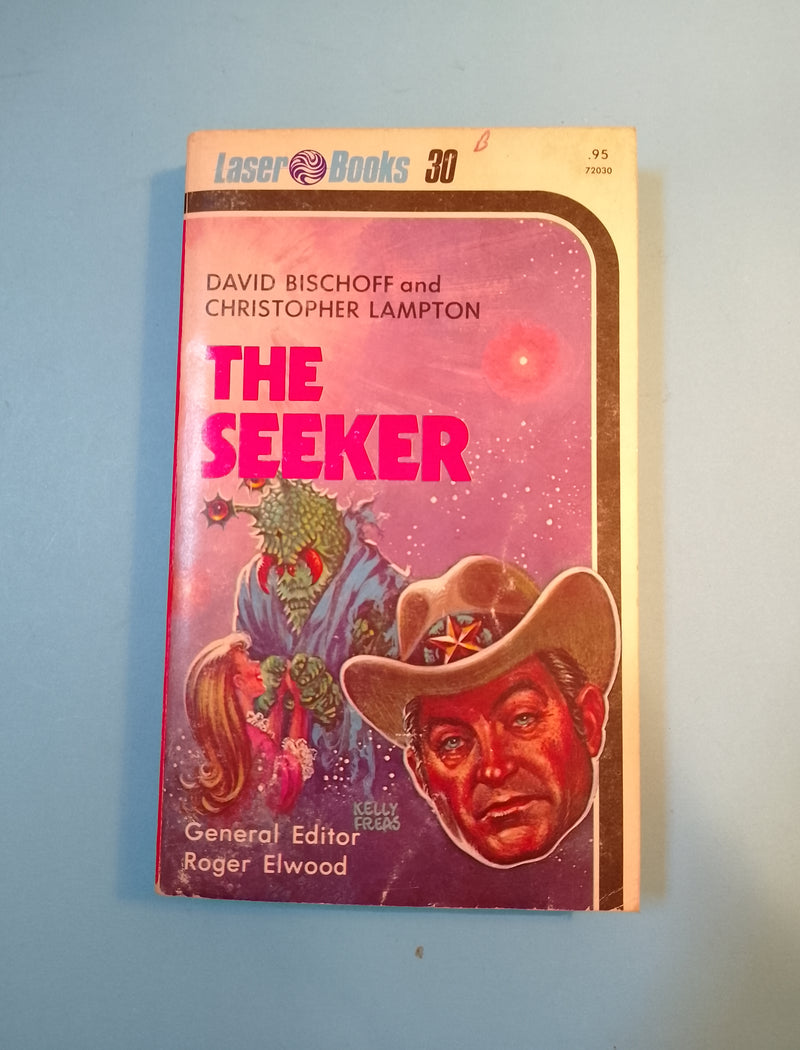 Laser Books 30
B
.95
72030
DAVID BISCHOFF and
CHRISTOPHER LAMPTON
THE
SEEKER
KELLY
FREAS
General Editor
Roger Elwood